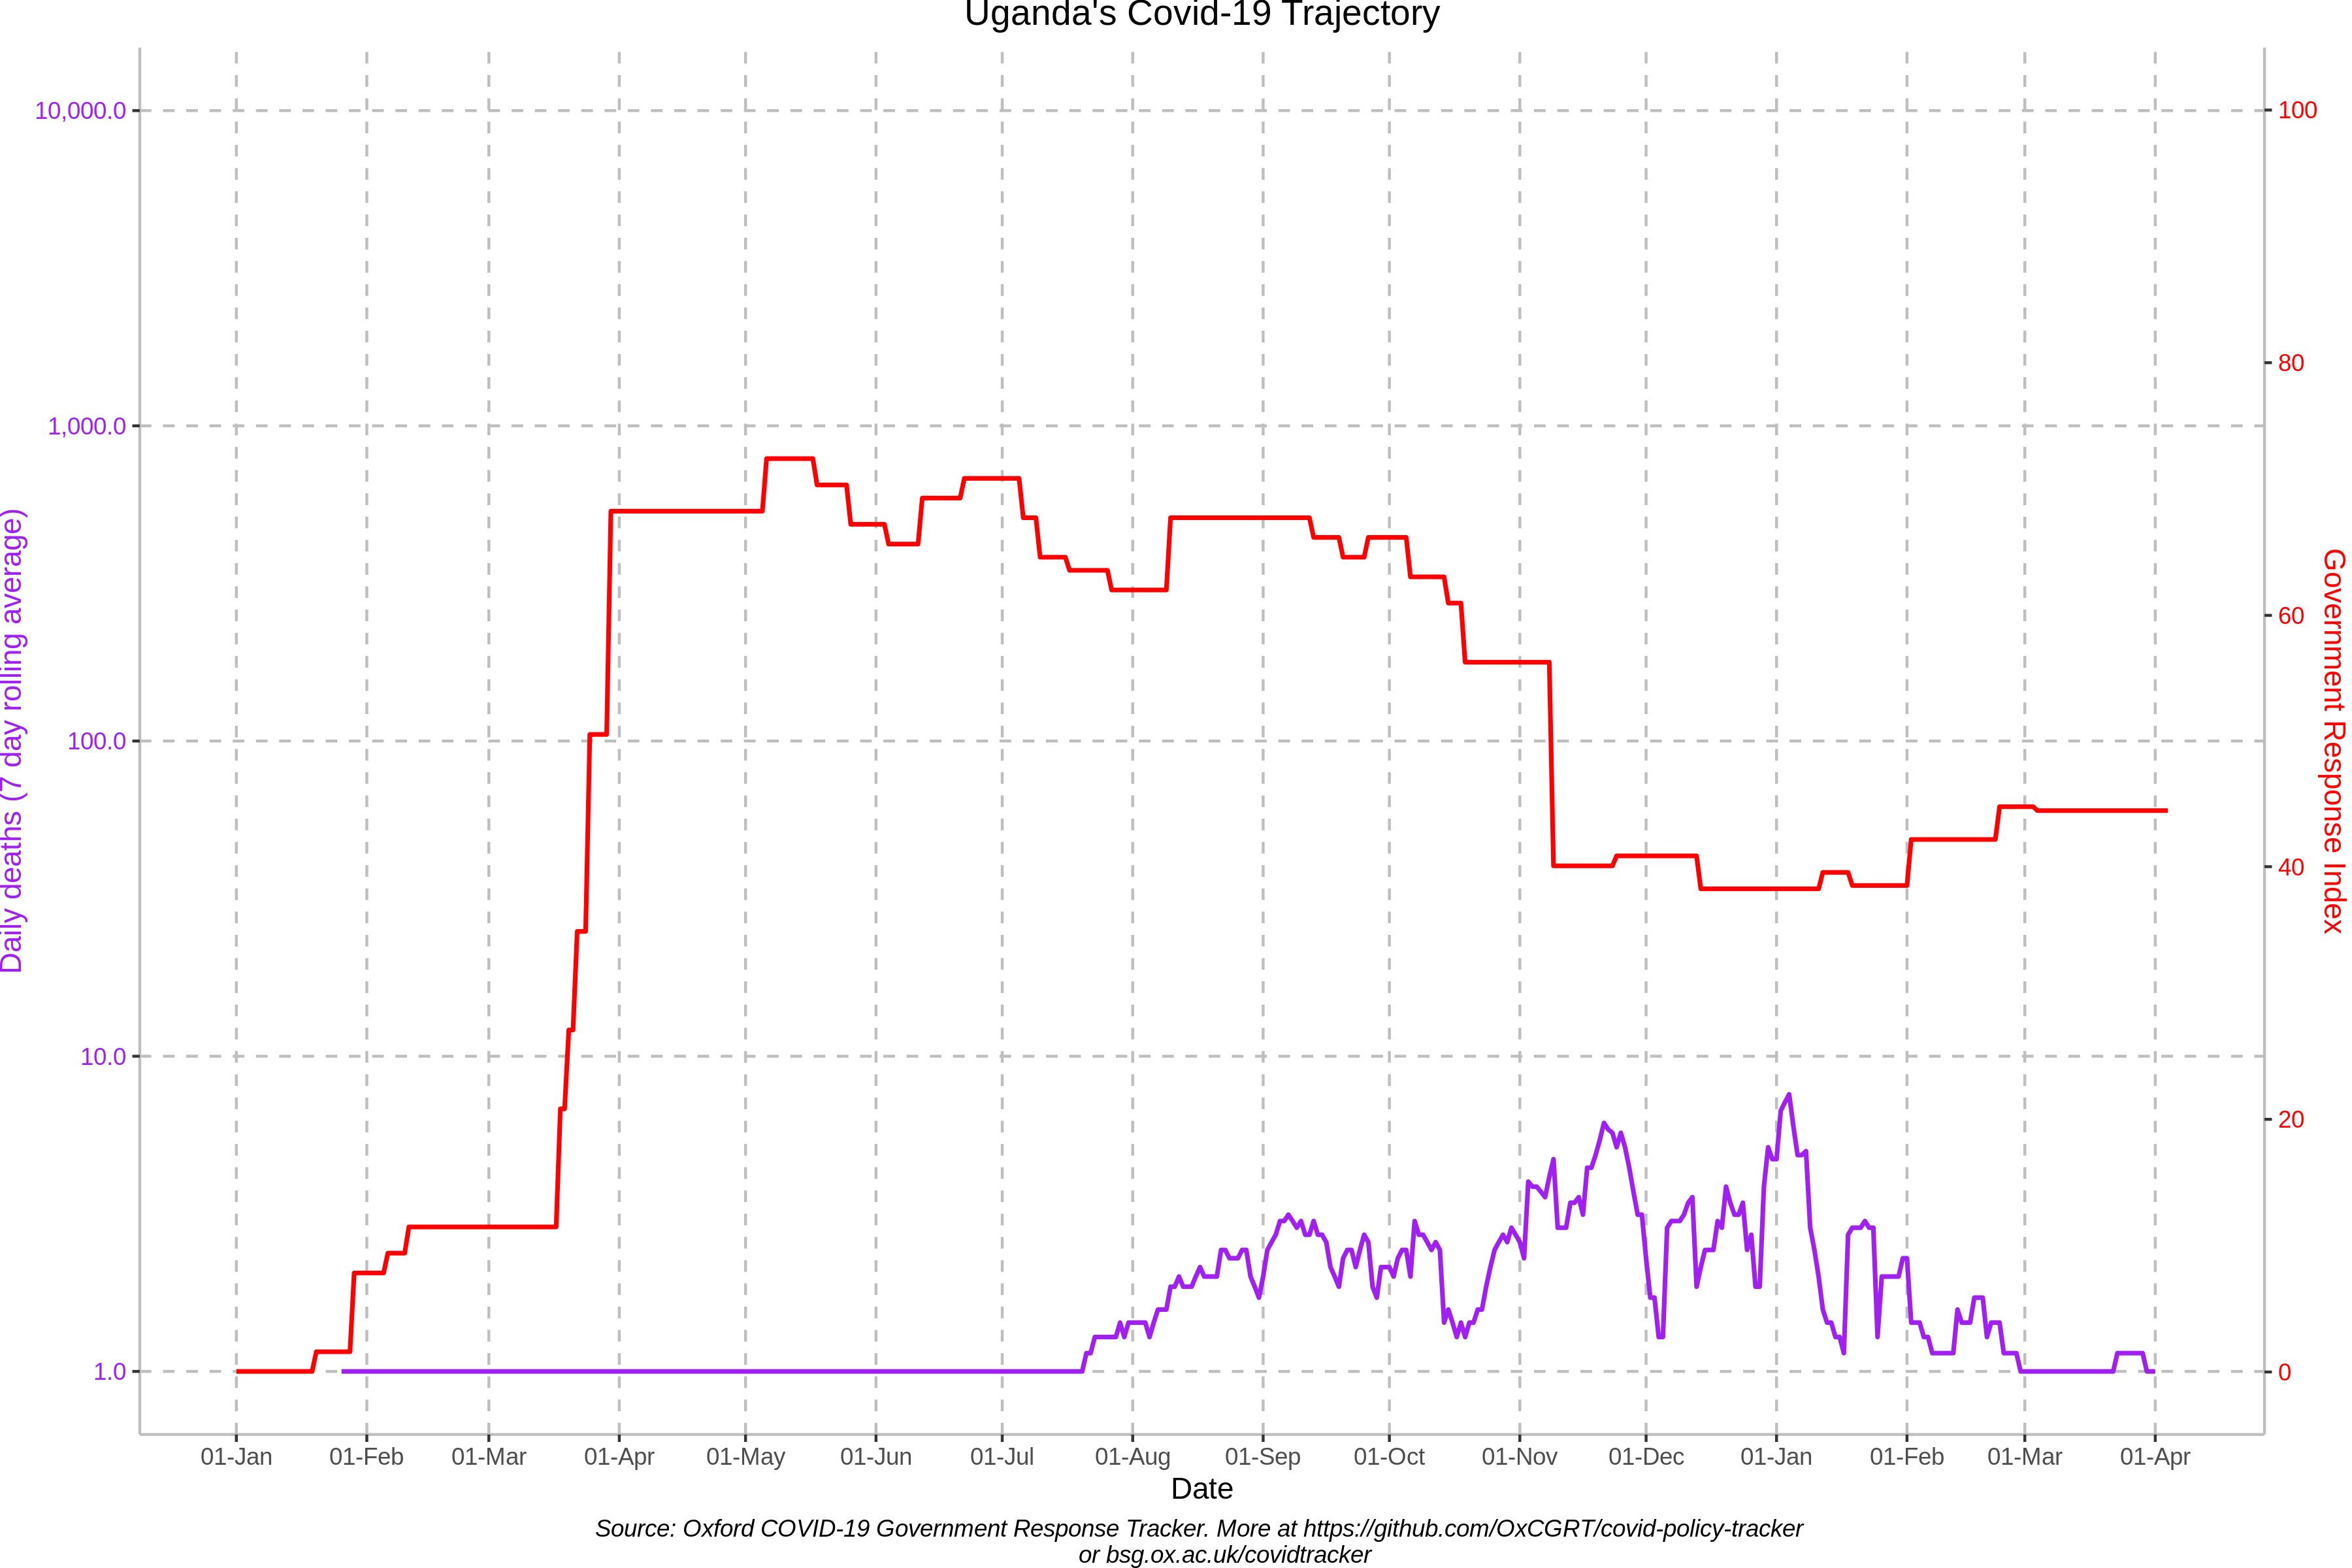 Uganda's Covid-19 Trajectory
10,000.0
1,000.0
100.0
10.0
1.0
Daily deaths (7 day rolling average)
100
80
60
40
20
0
Government Response Index
01-Jan 01-Feb 01-Mar 01-Apr 01-May 01-Jun 01-Jul 01-Aug 01-Sep 01-Oct 01-Nov 01-Dec 01-Jan 01-Feb 01-Mar 01-Apr
Date
Source: Oxford COVID-19 Government Response Tracker. More at https://github.com/OxCGRT/covid-policy-tracker
or bsg.ox.ac.uk/covidtracker